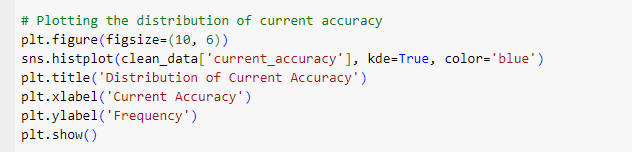 # Plotting the distribution of current accuracy
plt.figure(figsize=(10, 6))
sns.histplot(clean_data['current_accuracy'], kde=True, color='blue')
plt.title('Distribution of Current Accuracy')
plt.xlabel('Current Accuracy')
plt.ylabel('Frequency')
plt.show()